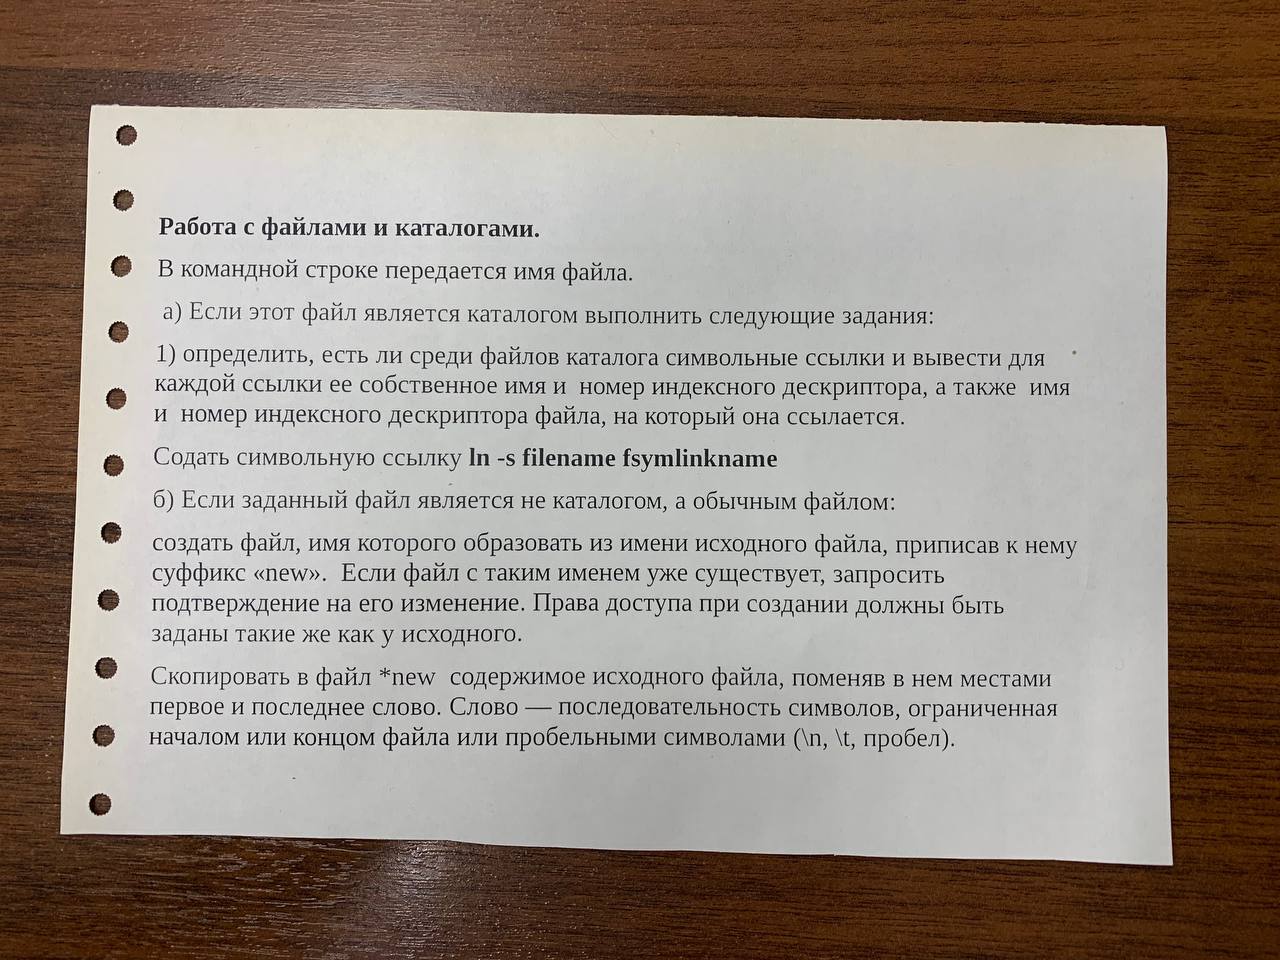 Работа с файлами и каталогами.
В командной строке передается имя файла.
а) Если этот файл является каталогом выполнить следующие задания:
1) определить, есть ли среди файлов каталога символьные ссылки и вывести для
каждой ссылки ее собственное имя и  номер индексного дескриптора, а также  имя
и  номер индексного дескриптора файла, на который она ссылается.
Содать символьную ссылку ln -s filename fsymlinkname
б) Если заданный файл является не каталогом, а обычным файлом:
создать файл, имя которого образовать из имени исходного файла, приписав к нему
суффикс «new».  Если файл с таким именем уже существует, запросить
подтверждение на его изменение. Права доступа при создании должны быть
заданы такие же как у исходного.
Скопировать в файл *new  содержимое исходного файла, поменяв в нем местами
первое и последнее слово. Слово — последовательность символов, ограниченная
началом или концом файла или пробельными символами (\n, \t, пробел).